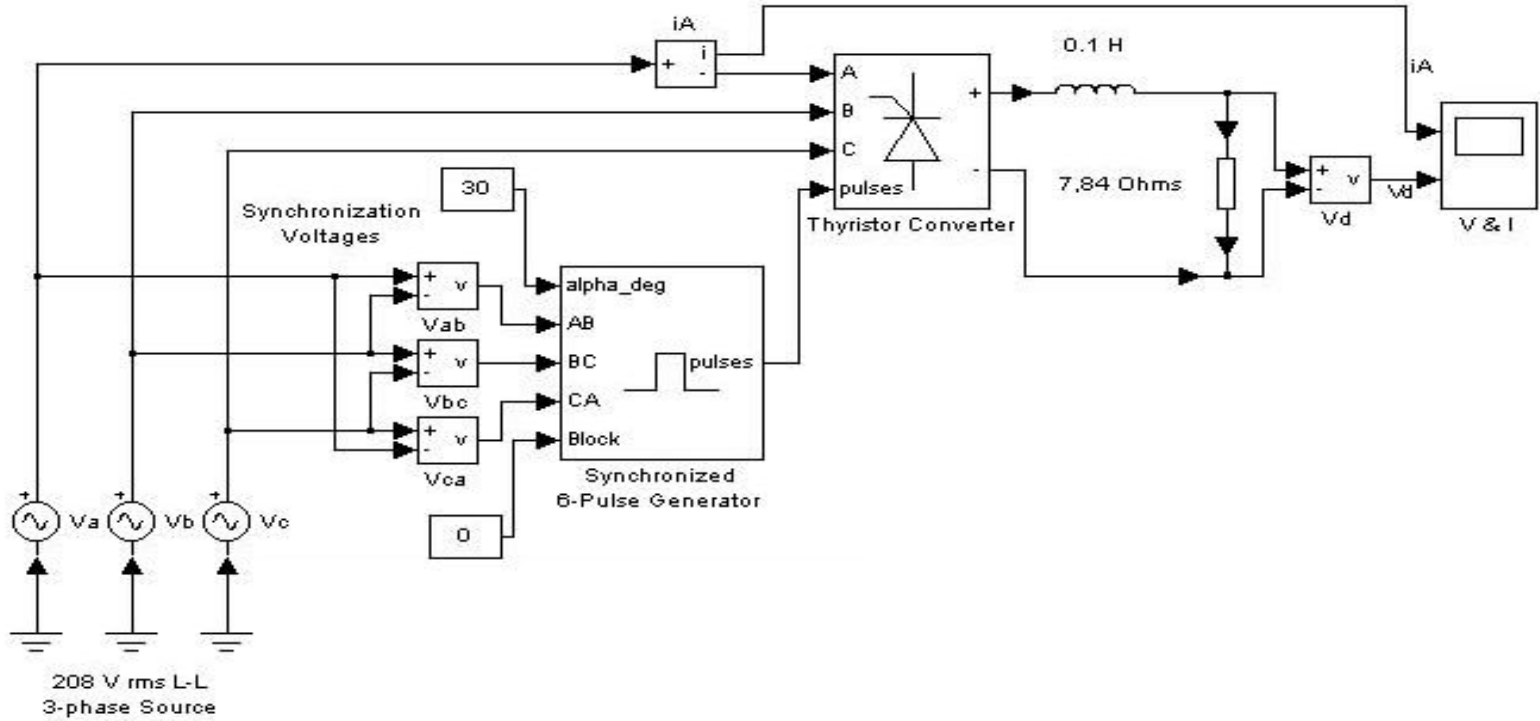 iA
+
i
-
0.1 H
iA
A
B
C
pulses
+
-
Thyristor Converter
7,84 Ohms
+
-
v
Vd
Vd
V & I
30
Synchronization
Voltages
+
-
v
Vab
+
-
v
Vbc
+
-
v
Vca
alpha_deg
AB
BC
CA
Block
pulses
Synchronized
6-Pulse Generator
0
+
Va
+
Vb
+
Vc
208 V rms L-L
3-phase Source